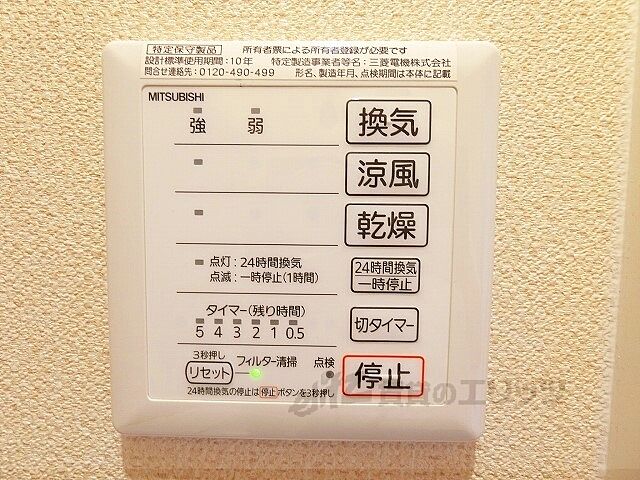 特定保守製品 所有者票による所有者登録が必要です
設計標準使用期間：10年 特定製造事業者等名：三菱電機株式会社
問合せ連絡先：0120-490-499 形名、製造年月、点検期間は本体に記載
MITSUBISHI
強 弱 換気
涼風
乾燥
点灯：24時間換気
点滅：一時停止(1時間)
24時間換気
一時停止
タイマー(残り時間)
5 4 3 2 1 0.5
切タイマー
3秒押し
リセット フィルター清掃 点検
停止
24時間換気の停止は停止ボタンを3秒押し